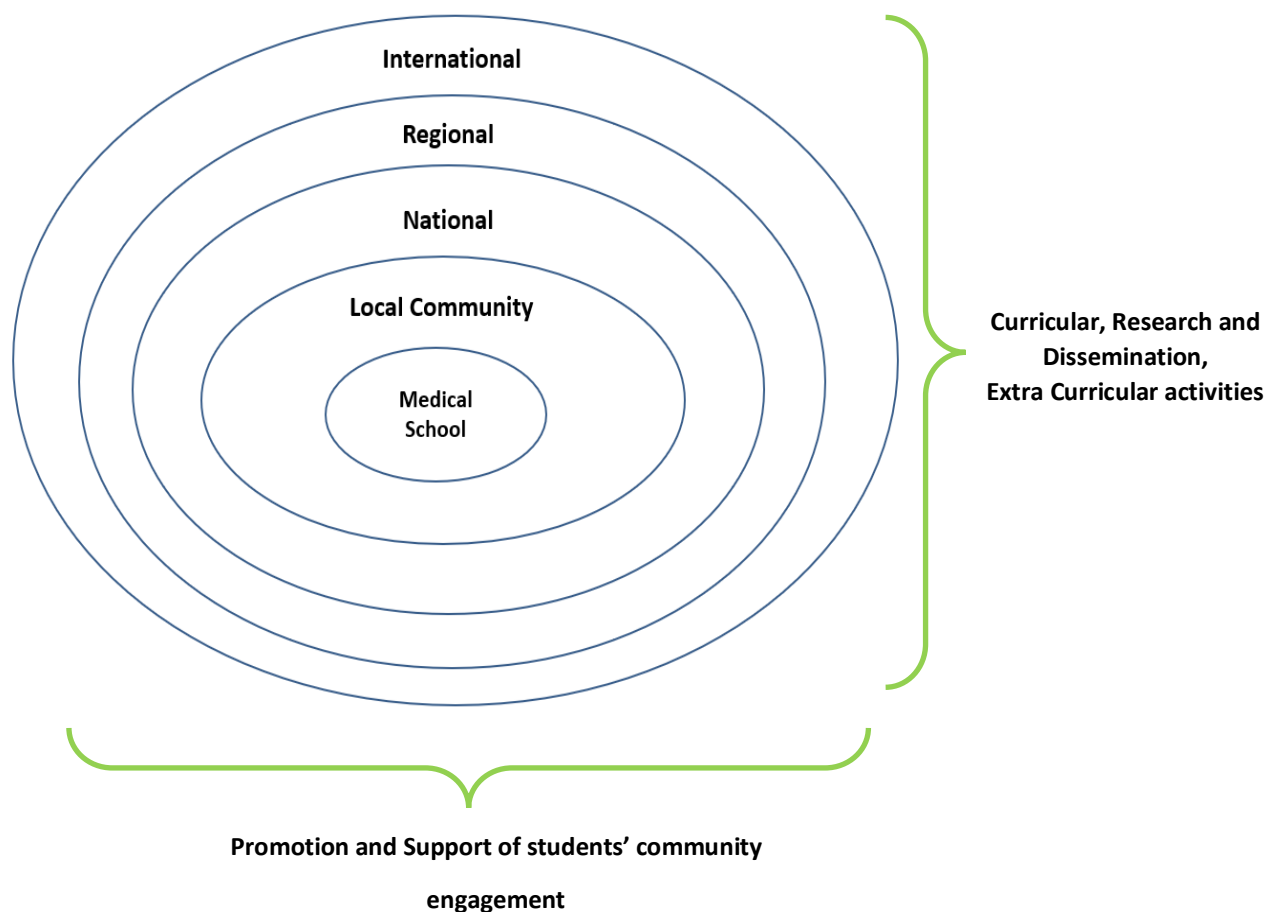 International
Regional
National
Local Community
Medical
School
Curricular, Research and
Dissemination,
Extra Curricular activities
Promotion and Support of students’ community
engagement